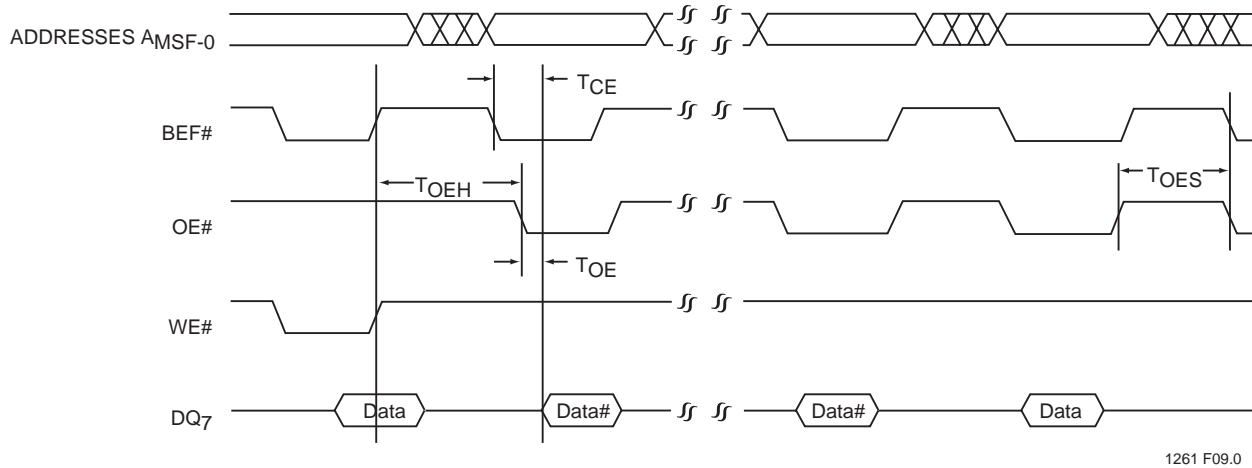 ADDRESSES AMSF-0
TCE
BEF#
TOEH
TOES
OE#
TOE
WE#
DQ7
Data
Data#
Data#
Data
1261 F09.0